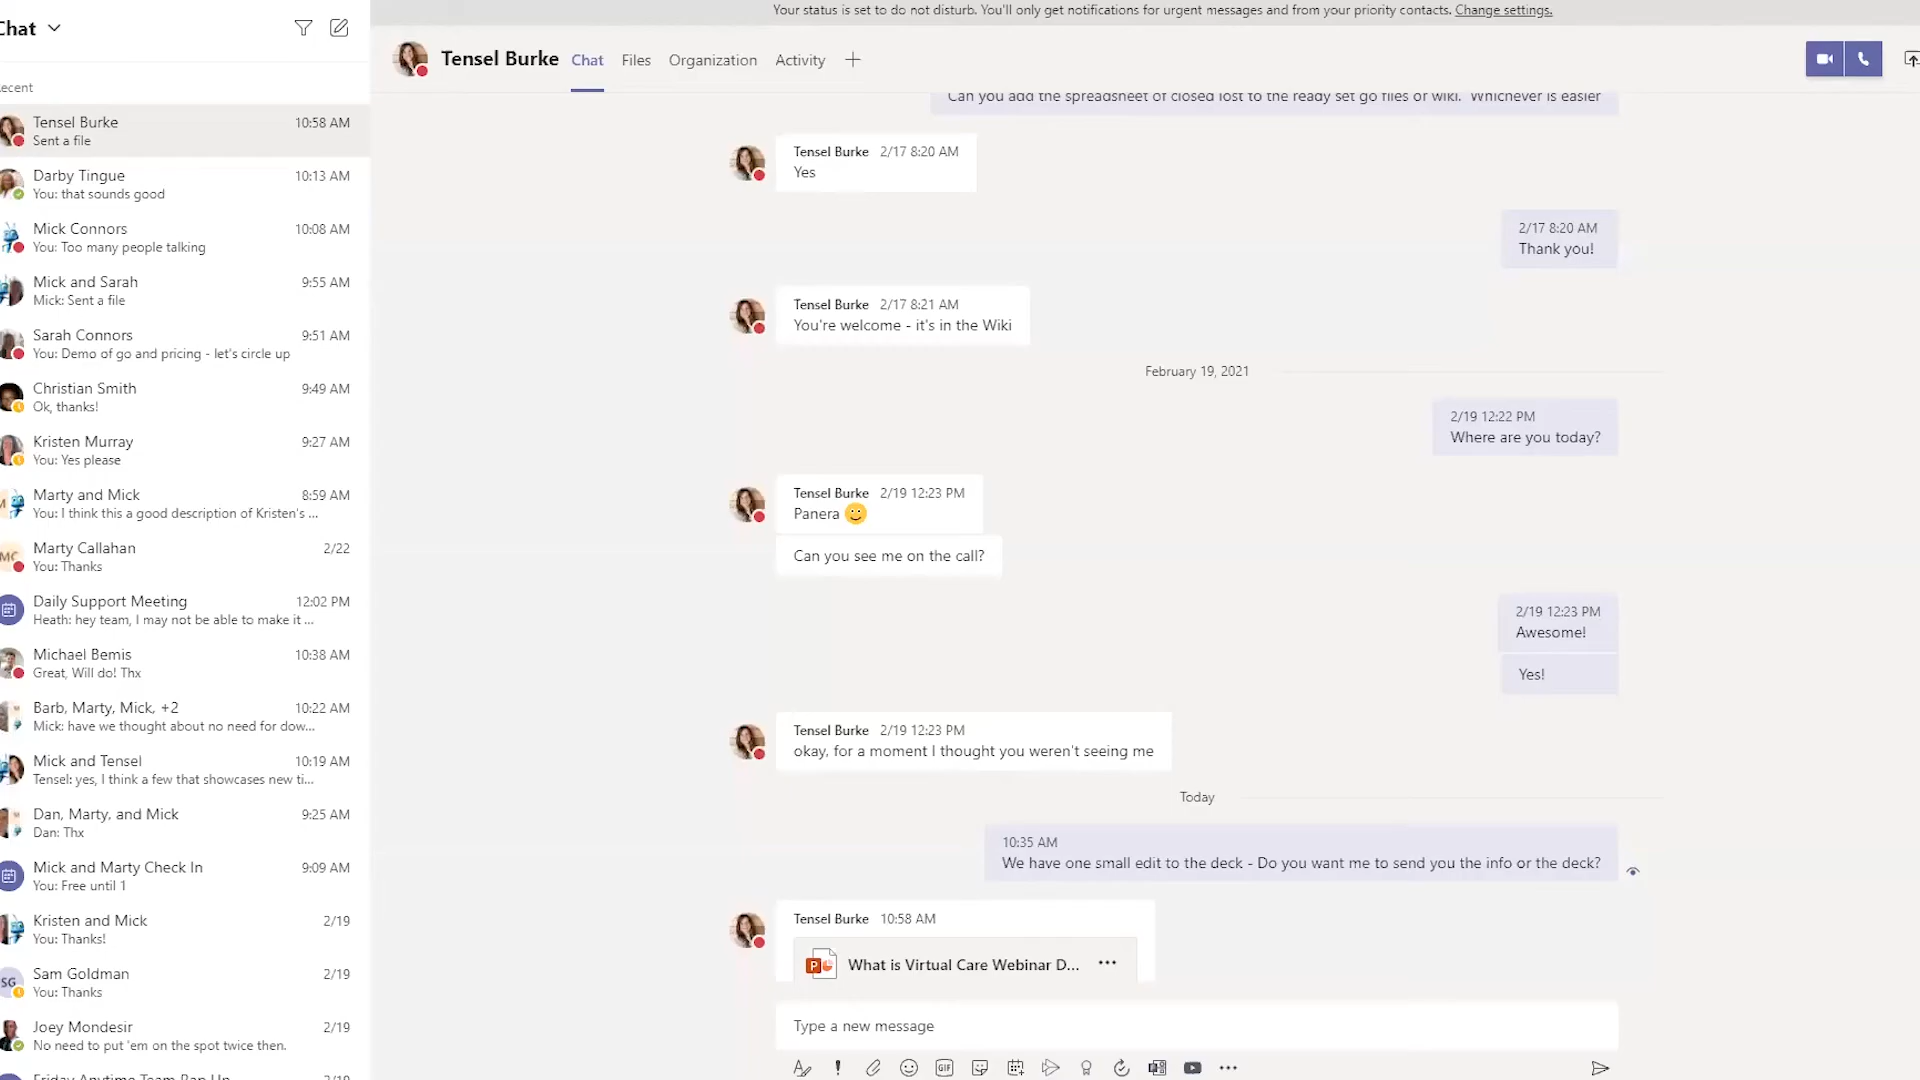 Your status is set to do not disturb. You'll only get notifications for urgent messages and from your priority contacts. Change settings.
Chat
Recent
Tensel Burke 10:58 AM
Sent a file
Darby Tingue 10:13 AM
You: that sounds good
Mick Connors 10:08 AM
You: Too many people talking
Mick and Sarah 9:55 AM
Mick: Sent a file
Sarah Connors 9:51 AM
You: Demo of go and pricing - let's circle up
Christian Smith 9:49 AM
Ok, thanks!
Kristen Murray 9:27 AM
You: Yes please
Marty and Mick 8:59 AM
You: I think this a good description of Kristen's ...
MC
Marty Callahan 2/22
You: Thanks
Daily Support Meeting 12:02 PM
Heath: hey team, I may not be able to make it ...
Michael Bemis 10:38 AM
Great, Will do! Thx
Barb, Marty, Mick, +2 10:22 AM
Mick: have we thought about no need for dow...
Mick and Tensel 10:19 AM
Tensel: yes, I think a few that showcases new ti...
Dan, Marty, and Mick 9:25 AM
Dan: Thx
Mick and Marty Check In 9:09 AM
You: Free until 1
Kristen and Mick 2/19
You: Thanks!
SG
Sam Goldman 2/19
You: Thanks
Joey Mondesir 2/19
No need to put 'em on the spot twice then.
Friday Anytime Team Rap Up 2/19
Tensel Burke Chat Files Organization Activity
Can you add the spreadsheet of closed lost to the ready set go files or wiki. Whichever is easier
Tensel Burke 2/17 8:20 AM
Yes
2/17 8:20 AM
Thank you!
Tensel Burke 2/17 8:21 AM
You're welcome - it's in the Wiki
February 19, 2021
2/19 12:22 PM
Where are you today?
Tensel Burke 2/19 12:23 PM
Panera 🙂
Can you see me on the call?
2/19 12:23 PM
Awesome!
Yes!
Tensel Burke 2/19 12:23 PM
okay, for a moment I thought you weren't seeing me
Today
10:35 AM
We have one small edit to the deck - Do you want me to send you the info or the deck?
Tensel Burke 10:58 AM
What is Virtual Care Webinar D...
Type a new message
GIF